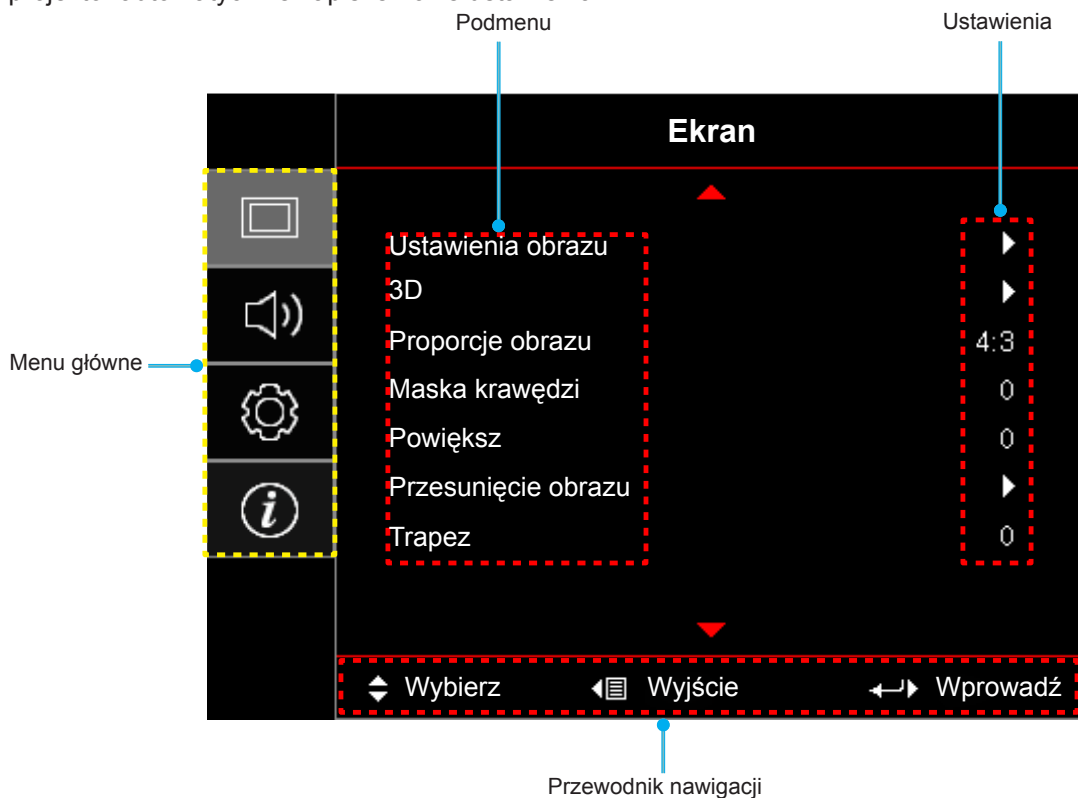 Podmenu
Ustawienia
Ekran
Ustawienia obrazu
3D
Proporcje obrazu 4:3
Maska krawędzi 0
Powiększ 0
Przesunięcie obrazu
Trapez 0
Menu główne
Wybierz Wyjście Wprowadź
Przewodnik nawigacji